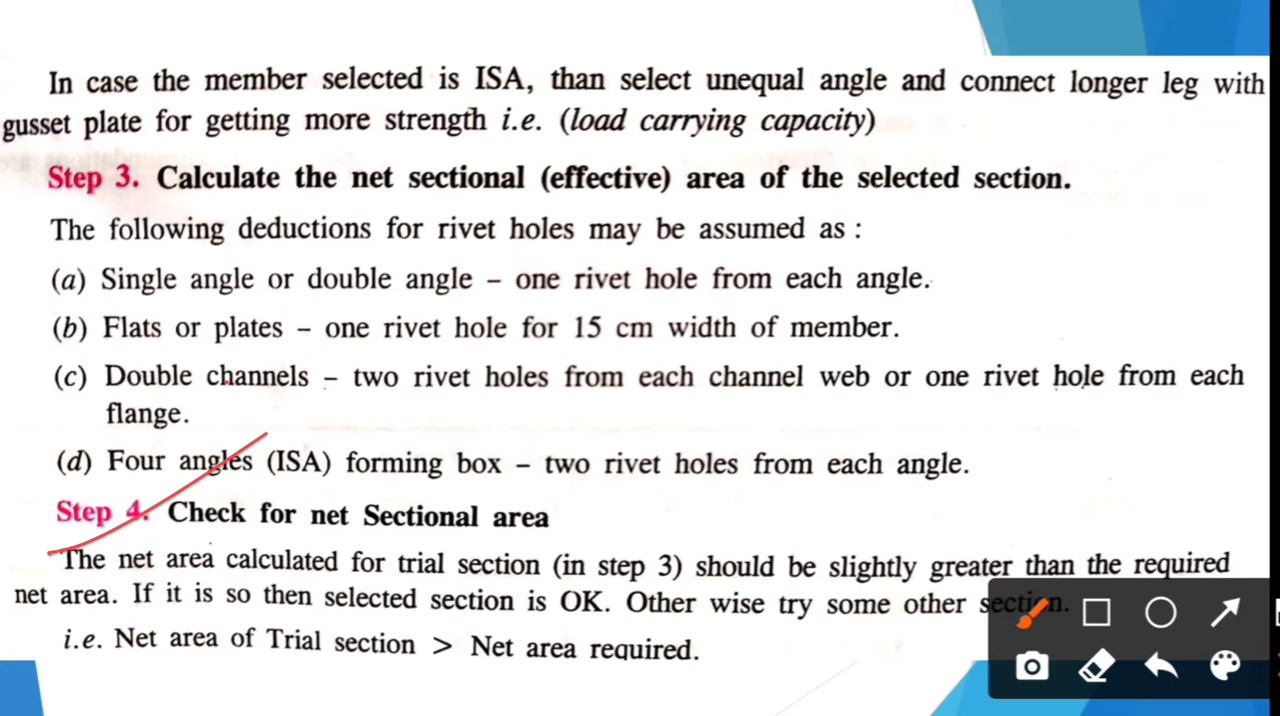 In case the member selected is ISA, than select unequal angle and connect longer leg with
gusset plate for getting more strength i.e. (load carrying capacity)
Step 3. Calculate the net sectional (effective) area of the selected section.
The following deductions for rivet holes may be assumed as :
(a) Single angle or double angle – one rivet hole from each angle.
(b) Flats or plates – one rivet hole for 15 cm width of member.
(c) Double channels – two rivet holes from each channel web or one rivet hole from each
flange.
(d) Four angles (ISA) forming box – two rivet holes from each angle.
Step 4. Check for net Sectional area
The net area calculated for trial section (in step 3) should be slightly greater than the required
net area. If it is so then selected section is OK. Other wise try some other section.
i.e. Net area of Trial section > Net area required.